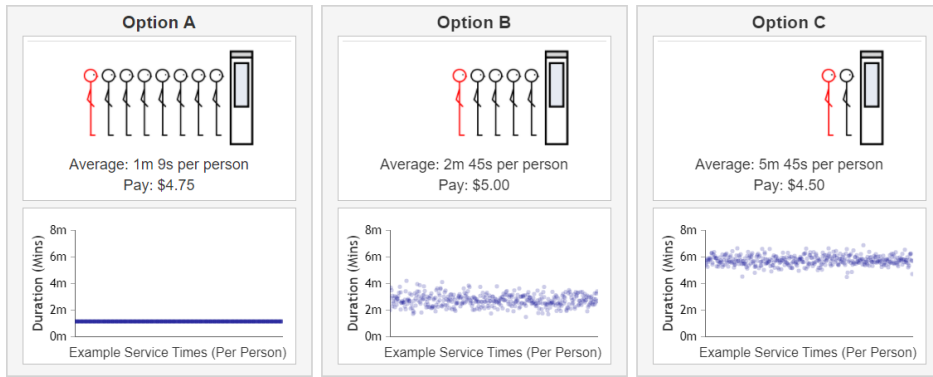 Option A
Average: 1m 9s per person
Pay: $4.75
8m
6m
4m
2m
0m
Duration (Mins)
Example Service Times (Per Person)
Option B
Average: 2m 45s per person
Pay: $5.00
8m
6m
4m
2m
0m
Duration (Mins)
Example Service Times (Per Person)
Option C
Average: 5m 45s per person
Pay: $4.50
8m
6m
4m
2m
0m
Duration (Mins)
Example Service Times (Per Person)